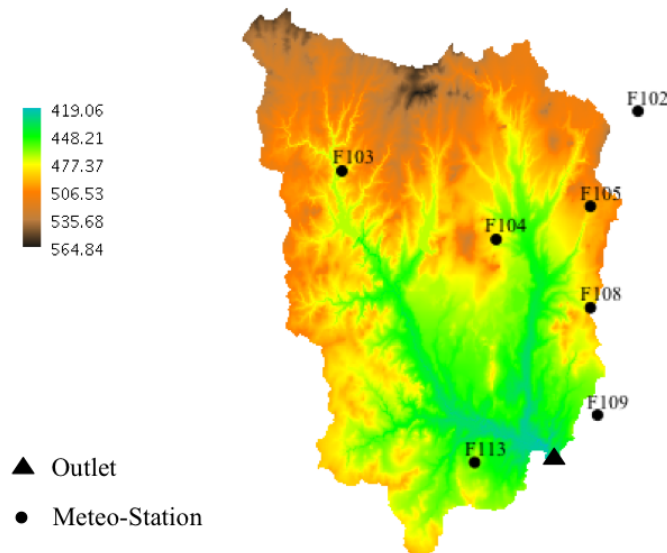 F102
419.06
448.21
F103
477.37
F105
506.53
F104
535.68
564.84
F108
F109
F113
Outlet
Meteo-Station